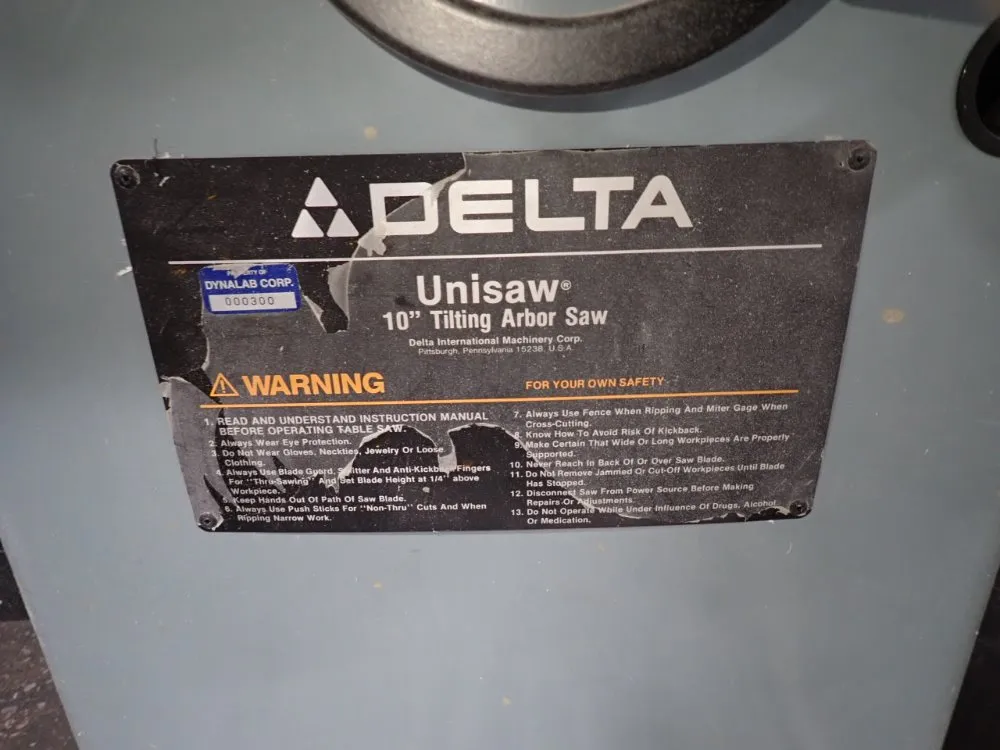 DELTA
PROPERTY OF
DYNALAB CORP.
000300
Unisaw®
10" Tilting Arbor Saw
Delta International Machinery Corp.
Pittsburgh, Pennsylvania 15238, U.S.A.
WARNING
FOR YOUR OWN SAFETY
1. READ AND UNDERSTAND INSTRUCTION MANUAL
BEFORE OPERATING TABLE SAW.
2. Always Wear Eye Protection.
3. Do Not Wear Gloves, Neckties, Jewelry Or Loose
Clothing.
4. Always Use Blade Guard, Splitter And Anti-Kickback Fingers
For "Thru-Sawing" And Set Blade Height at 1/4" above
Workpiece.
5. Keep Hands Out Of Path Of Saw Blade.
6. Always Use Push Sticks For "Non-Thru" Cuts And When
Ripping Narrow Work.
7. Always Use Fence When Ripping And Miter Gage When
Cross-Cutting.
8. Know How To Avoid Risk Of Kickback.
9. Make Certain That Wide Or Long Workpieces Are Properly
Supported.
10. Never Reach In Back Of Or Over Saw Blade.
11. Do Not Remove Jammed Or Cut-Off Workpieces Until Blade
Has Stopped.
12. Disconnect Saw From Power Source Before Making
Repairs Or Adjustments.
13. Do Not Operate While Under Influence Of Drugs, Alcohol
Or Medication.